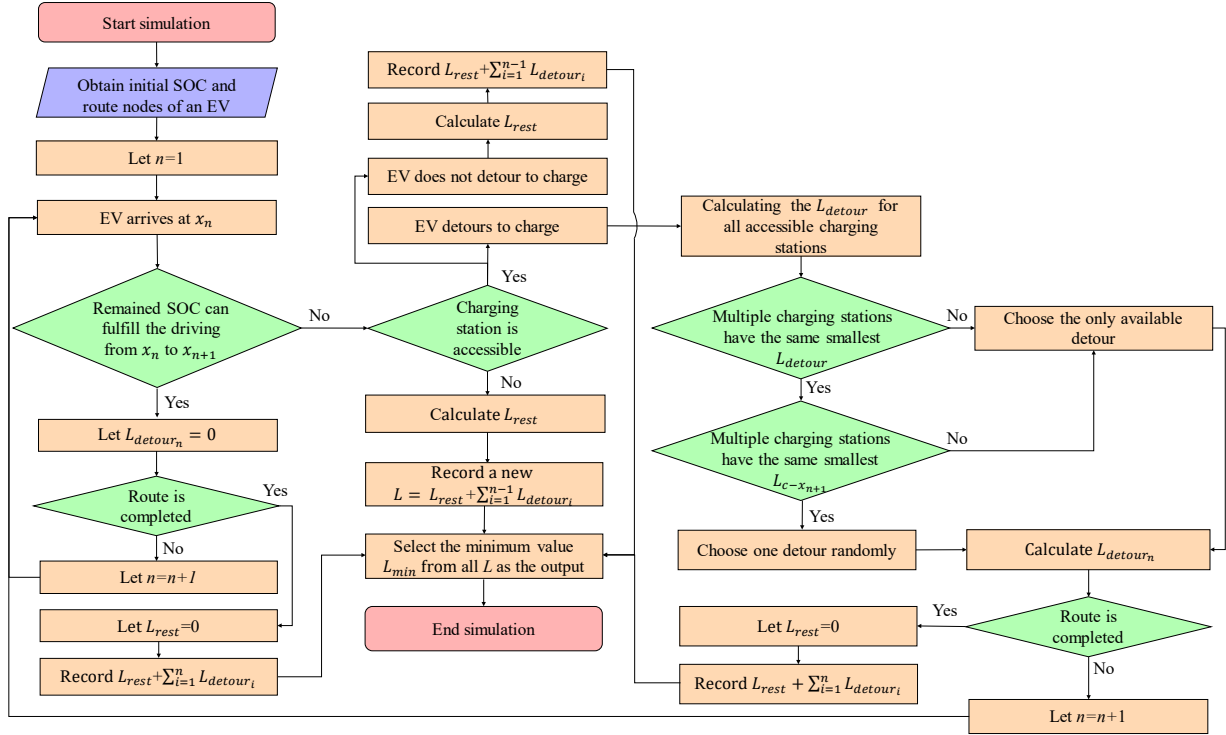 Start simulation
Obtain initial SOC and
route nodes of an EV
Let n=1
EV arrives at xₙ
Remained SOC can
fulfill the driving
from xₙ to xₙ₊₁
No
Yes
Let L_{detour_n} = 0
Route is
completed
Yes
No
Let n=n+1
Let L_{rest}=0
Record L_{rest}+∑_{i=1}^{n} L_{detour_i}
Record L_{rest}+∑_{i=1}^{n-1} L_{detour_i}
Calculate L_{rest}
EV does not detour to charge
EV detours to charge
Yes
Charging
station is
accessible
No
Calculate L_{rest}
Record a new
L = L_{rest}+∑_{i=1}^{n-1} L_{detour_i}
Select the minimum value
L_{min} from all L as the output
End simulation
Calculating the L_{detour} for
all accessible charging
stations
Multiple charging stations
have the same smallest
L_{detour}
No
Yes
Choose the only available
detour
Multiple charging stations
have the same smallest
L_{c-x_{n+1}}
No
Yes
Choose one detour randomly
Calculate L_{detour_n}
Route is
completed
Yes
No
Let L_{rest}=0
Record L_{rest} + ∑_{i=1}^{n} L_{detour_i}
Let n=n+1